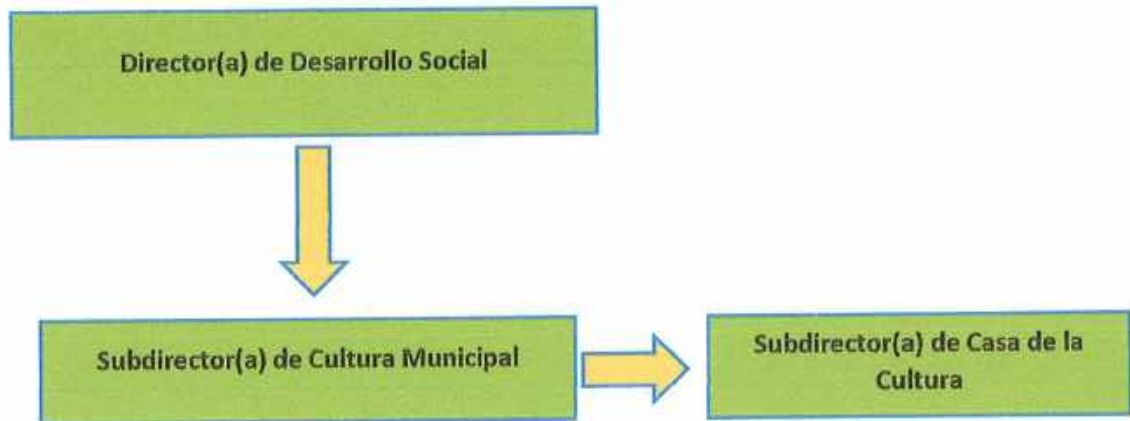 Director(a) de Desarrollo Social
Subdirector(a) de Cultura Municipal
Subdirector(a) de Casa de la
Cultura